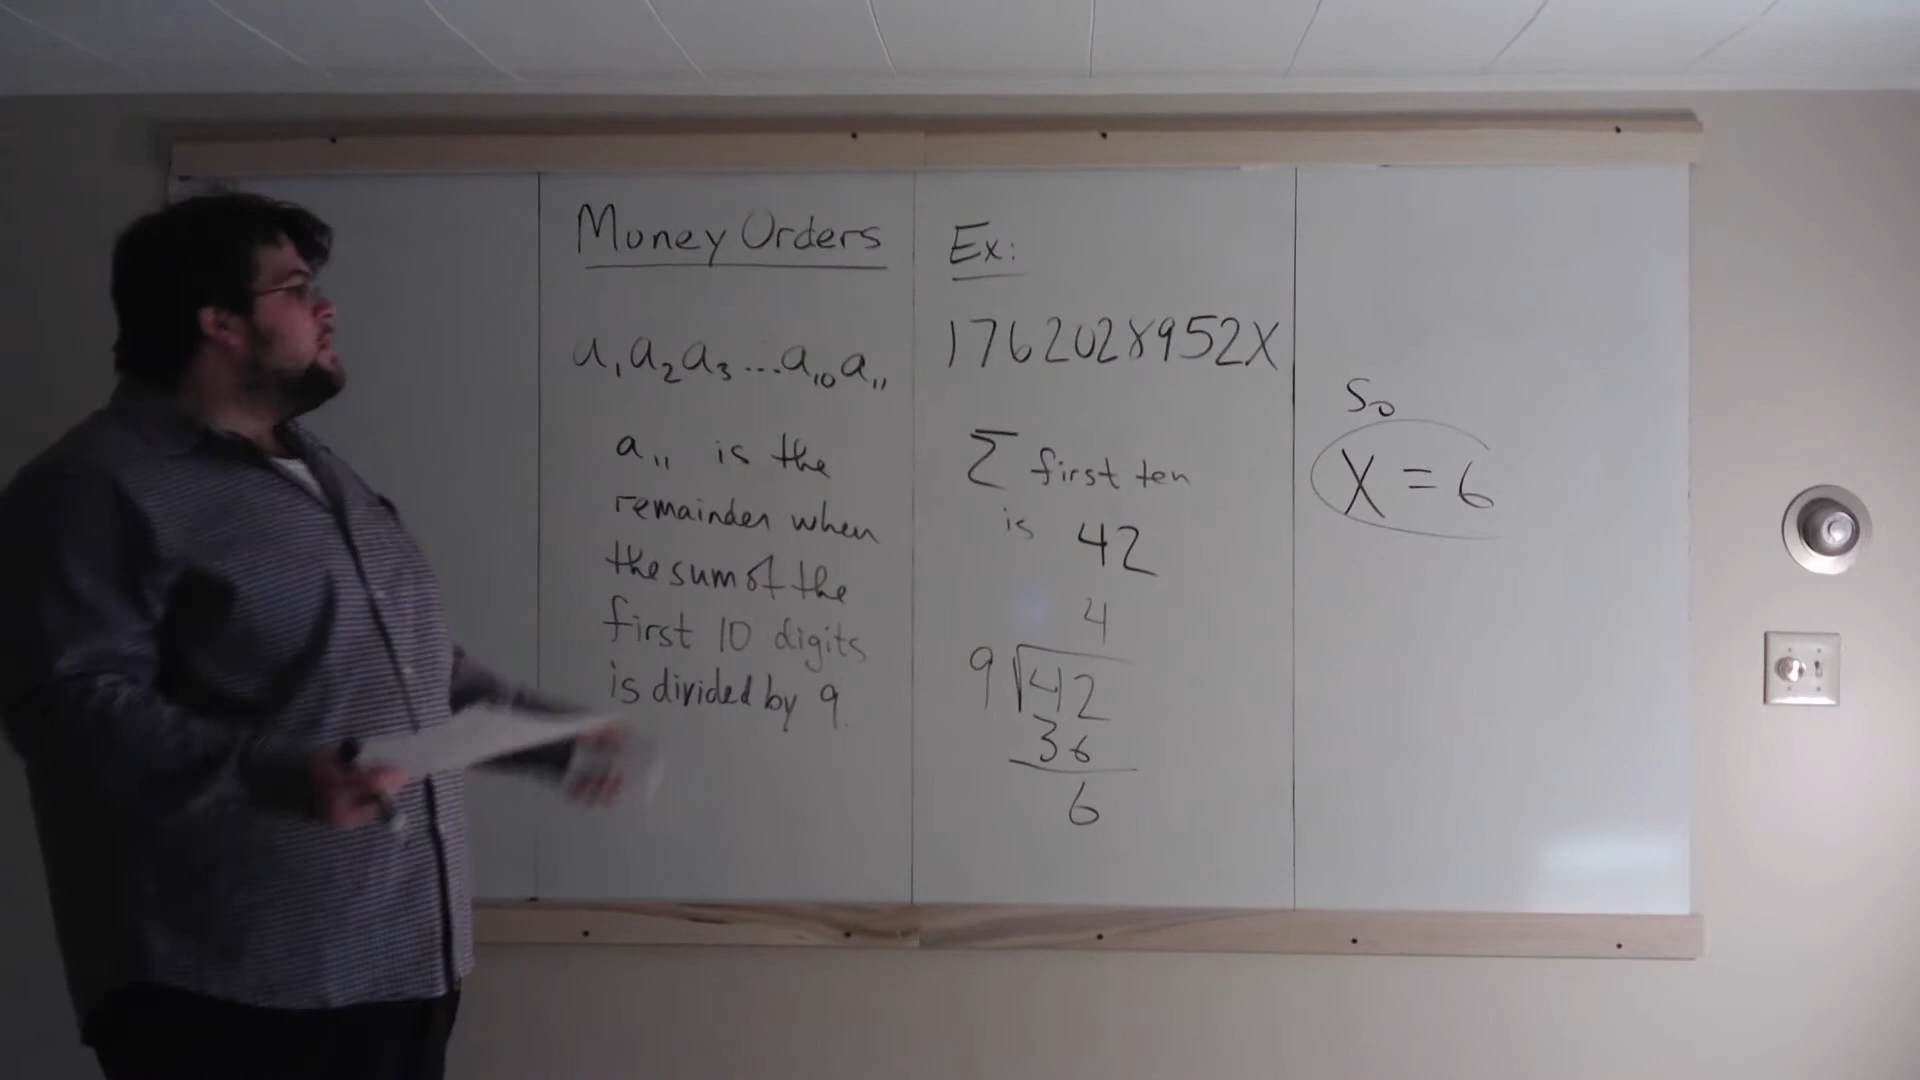 Money Orders
a₁a₂a₃...a₁₀a₁₁
a₁₁ is the
remainder when
the sum of the
first 10 digits
is divided by 9.
Ex:
1762028952X
Σ first ten
is 42
4
9 42
36
6
So
X = 6